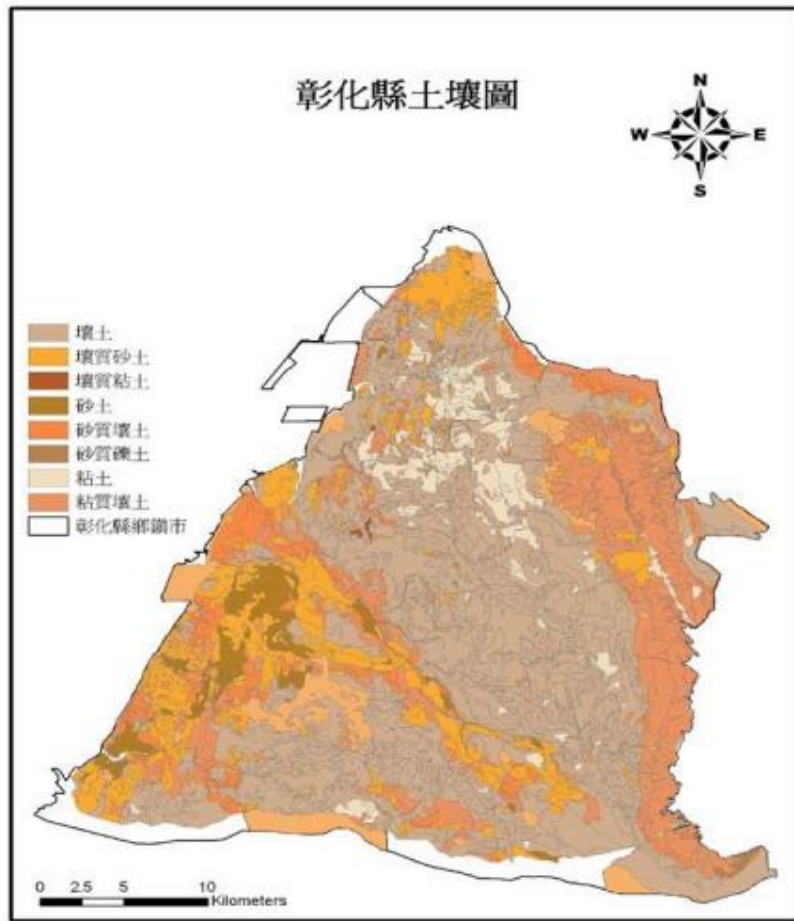 彰化縣土壤圖
N
W E
S
壤土
壤質砂土
壤質粘土
砂土
砂質壤土
砂質礫土
粘土
粘質壤土
彰化縣鄉鎮市
0 2.5 5 10
Kilometers